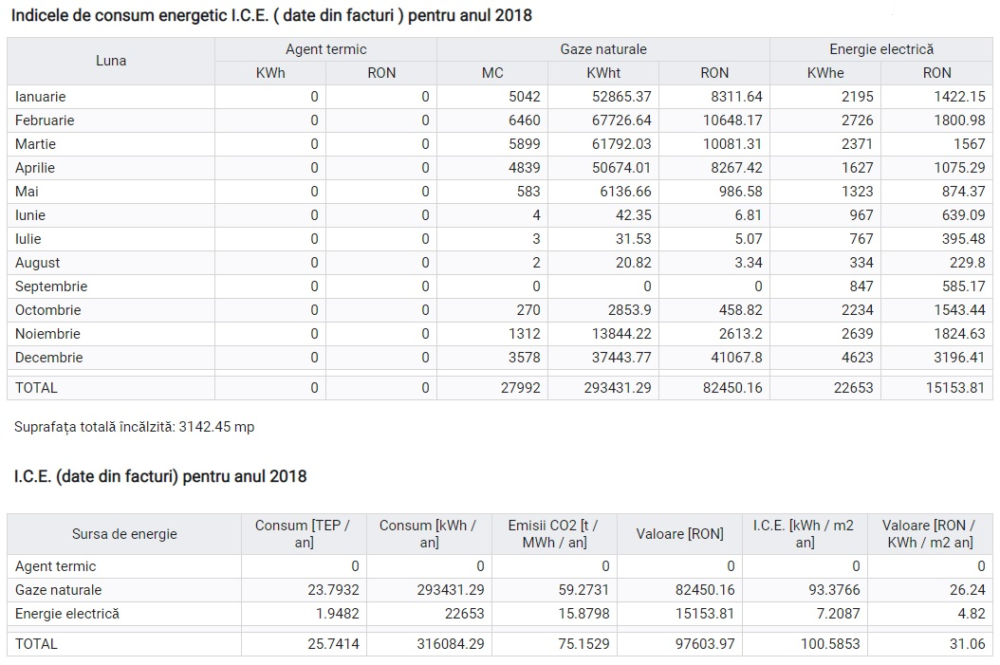 Indicele de consum energetic I.C.E. ( date din facturi ) pentru anul 2018
Luna Agent termic Gaze naturale Energie electrică
KWh RON MC KWht RON KWhe RON
Ianuarie 0 0 5042 52865.37 8311.64 2195 1422.15
Februarie 0 0 6460 67726.64 10648.17 2726 1800.98
Martie 0 0 5899 61792.03 10081.31 2371 1567
Aprilie 0 0 4839 50674.01 8267.42 1627 1075.29
Mai 0 0 583 6136.66 986.58 1323 874.37
Iunie 0 0 4 42.35 6.81 967 639.09
Iulie 0 0 3 31.53 5.07 767 395.48
August 0 0 2 20.82 3.34 334 229.8
Septembrie 0 0 0 0 0 847 585.17
Octombrie 0 0 270 2853.9 458.82 2234 1543.44
Noiembrie 0 0 1312 13844.22 2613.2 2639 1824.63
Decembrie 0 0 3578 37443.77 41067.8 4623 3196.41
TOTAL 0 0 27992 293431.29 82450.16 22653 15153.81
Suprafața totală încălzită: 3142.45 mp
I.C.E. (date din facturi) pentru anul 2018
Sursa de energie Consum [TEP / an] Consum [kWh / an] Emisii CO2 [t / MWh / an] Valoare [RON] I.C.E. [kWh / m2 an] Valoare [RON / KWh / m2 an]
Agent termic 0 0 0 0 0 0
Gaze naturale 23.7932 293431.29 59.2731 82450.16 93.3766 26.24
Energie electrică 1.9482 22653 15.8798 15153.81 7.2087 4.82
TOTAL 25.7414 316084.29 75.1529 97603.97 100.5853 31.06